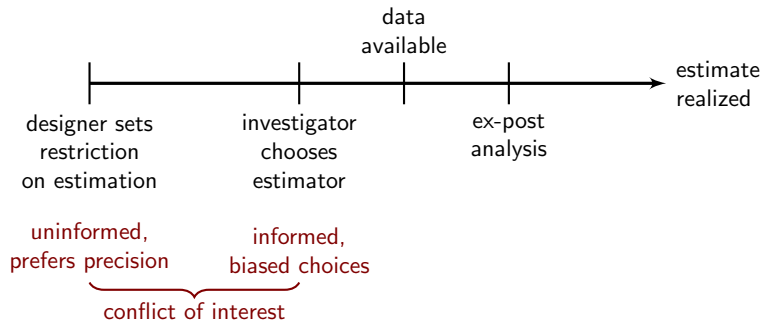 data
available
estimate
realized
designer sets
restriction
on estimation
investigator
chooses
estimator
ex-post
analysis
uninformed,
prefers precision
informed,
biased choices
conflict of interest